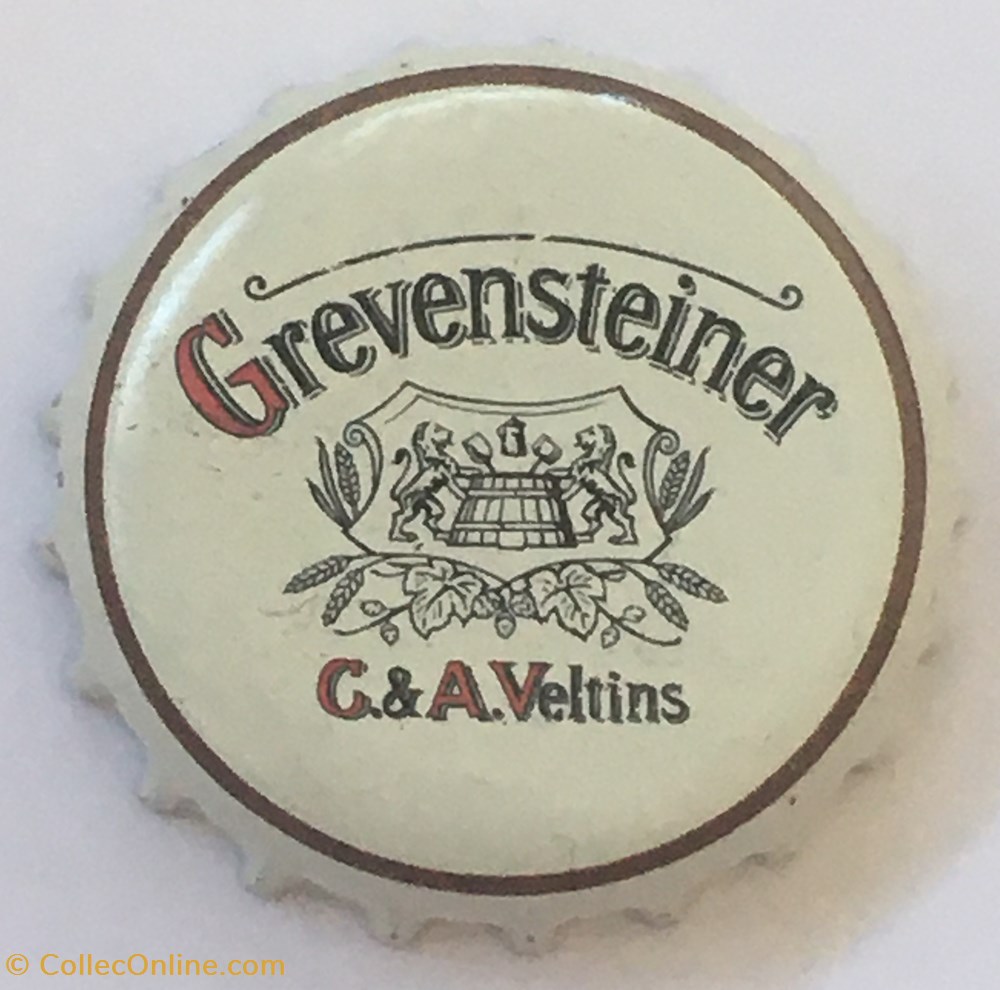 Grevensteiner
C. & A. Veltins
© CollecOnline.com